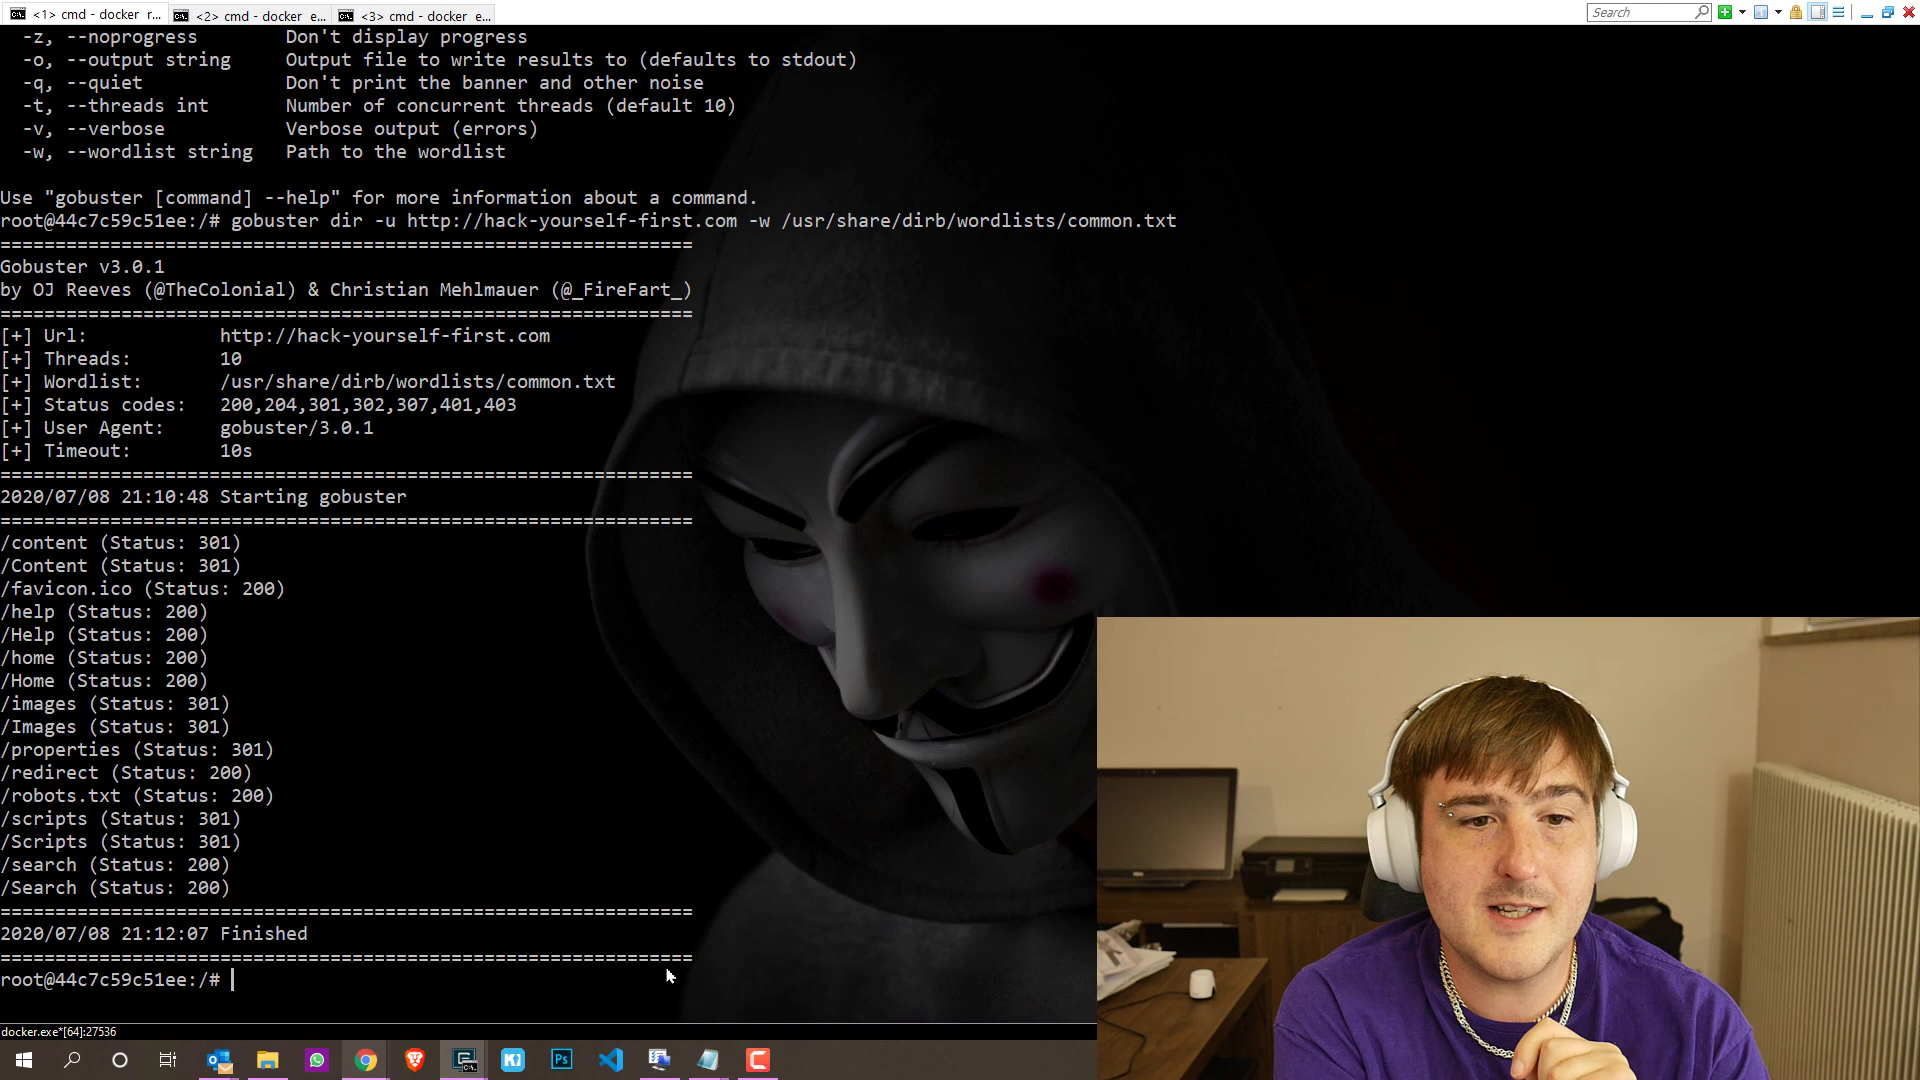 <1> cmd - docker r...
<2> cmd - docker e...
<3> cmd - docker e...
Search
-z, --noprogress Don't display progress
-o, --output string Output file to write results to (defaults to stdout)
-q, --quiet Don't print the banner and other noise
-t, --threads int Number of concurrent threads (default 10)
-v, --verbose Verbose output (errors)
-w, --wordlist string Path to the wordlist
Use "gobuster [command] --help" for more information about a command.
root@44c7c59c51ee:/# gobuster dir -u http://hack-yourself-first.com -w /usr/share/dirb/wordlists/common.txt
===============================================================
Gobuster v3.0.1
by OJ Reeves (@TheColonial) & Christian Mehlmauer (@_FireFart_)
===============================================================
[+] Url: http://hack-yourself-first.com
[+] Threads: 10
[+] Wordlist: /usr/share/dirb/wordlists/common.txt
[+] Status codes: 200,204,301,302,307,401,403
[+] User Agent: gobuster/3.0.1
[+] Timeout: 10s
===============================================================
2020/07/08 21:10:48 Starting gobuster
===============================================================
/content (Status: 301)
/Content (Status: 301)
/favicon.ico (Status: 200)
/help (Status: 200)
/Help (Status: 200)
/home (Status: 200)
/Home (Status: 200)
/images (Status: 301)
/Images (Status: 301)
/properties (Status: 301)
/redirect (Status: 200)
/robots.txt (Status: 200)
/scripts (Status: 301)
/Scripts (Status: 301)
/search (Status: 200)
/Search (Status: 200)
===============================================================
2020/07/08 21:12:07 Finished
===============================================================
root@44c7c59c51ee:/#
docker.exe*[64]:27536